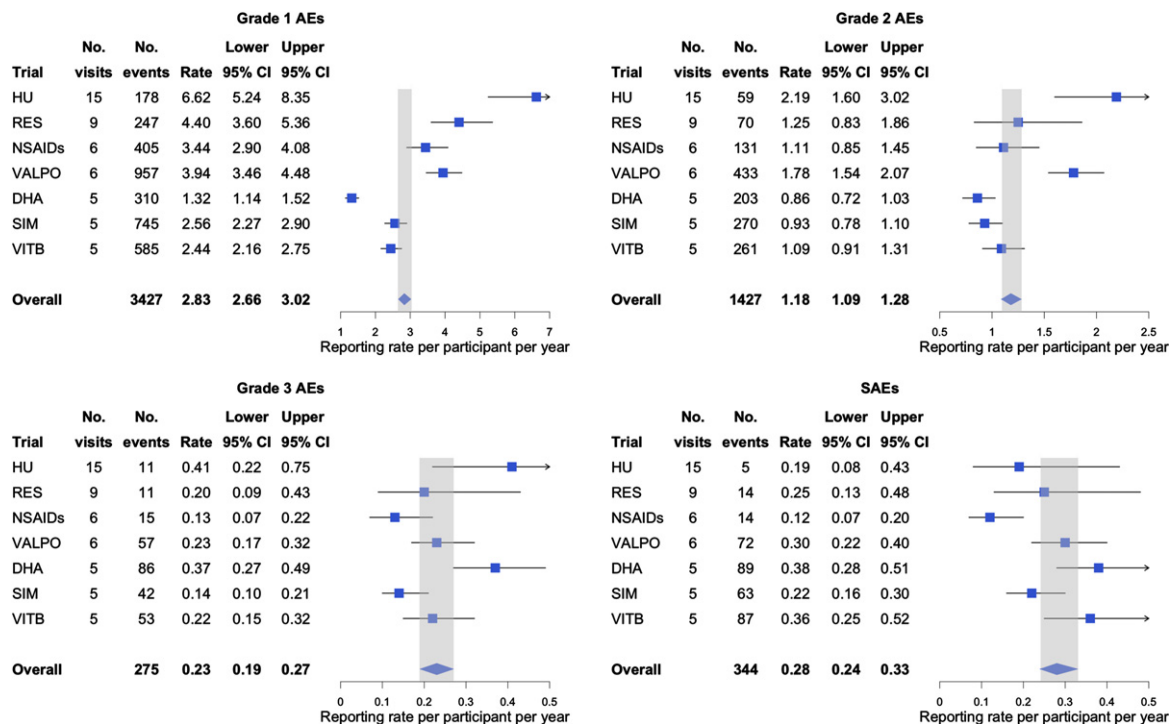 Grade 1 AEs
No. No. Lower Upper
Trial visits events Rate 95% CI 95% CI
HU 15 178 6.62 5.24 8.35
RES 9 247 4.40 3.60 5.36
NSAIDs 6 405 3.44 2.90 4.08
VALPO 6 957 3.94 3.46 4.48
DHA 5 310 1.32 1.14 1.52
SIM 5 745 2.56 2.27 2.90
VITB 5 585 2.44 2.16 2.75
Overall 3427 2.83 2.66 3.02
1 2 3 4 5 6 7
Reporting rate per participant per year
Grade 2 AEs
No. No. Lower Upper
Trial visits events Rate 95% CI 95% CI
HU 15 59 2.19 1.60 3.02
RES 9 70 1.25 0.83 1.86
NSAIDs 6 131 1.11 0.85 1.45
VALPO 6 433 1.78 1.54 2.07
DHA 5 203 0.86 0.72 1.03
SIM 5 270 0.93 0.78 1.10
VITB 5 261 1.09 0.91 1.31
Overall 1427 1.18 1.09 1.28
0.5 1 1.5 2 2.5
Reporting rate per participant per year
Grade 3 AEs
No. No. Lower Upper
Trial visits events Rate 95% CI 95% CI
HU 15 11 0.41 0.22 0.75
RES 9 11 0.20 0.09 0.43
NSAIDs 6 15 0.13 0.07 0.22
VALPO 6 57 0.23 0.17 0.32
DHA 5 86 0.37 0.27 0.49
SIM 5 42 0.14 0.10 0.21
VITB 5 53 0.22 0.15 0.32
Overall 275 0.23 0.19 0.27
0 0.1 0.2 0.3 0.4 0.5
Reporting rate per participant per year
SAEs
No. No. Lower Upper
Trial visits events Rate 95% CI 95% CI
HU 15 5 0.19 0.08 0.43
RES 9 14 0.25 0.13 0.48
NSAIDs 6 14 0.12 0.07 0.20
VALPO 6 72 0.30 0.22 0.40
DHA 5 89 0.38 0.28 0.51
SIM 5 63 0.22 0.16 0.30
VITB 5 87 0.36 0.25 0.52
Overall 344 0.28 0.24 0.33
0 0.1 0.2 0.3 0.4 0.5
Reporting rate per participant per year